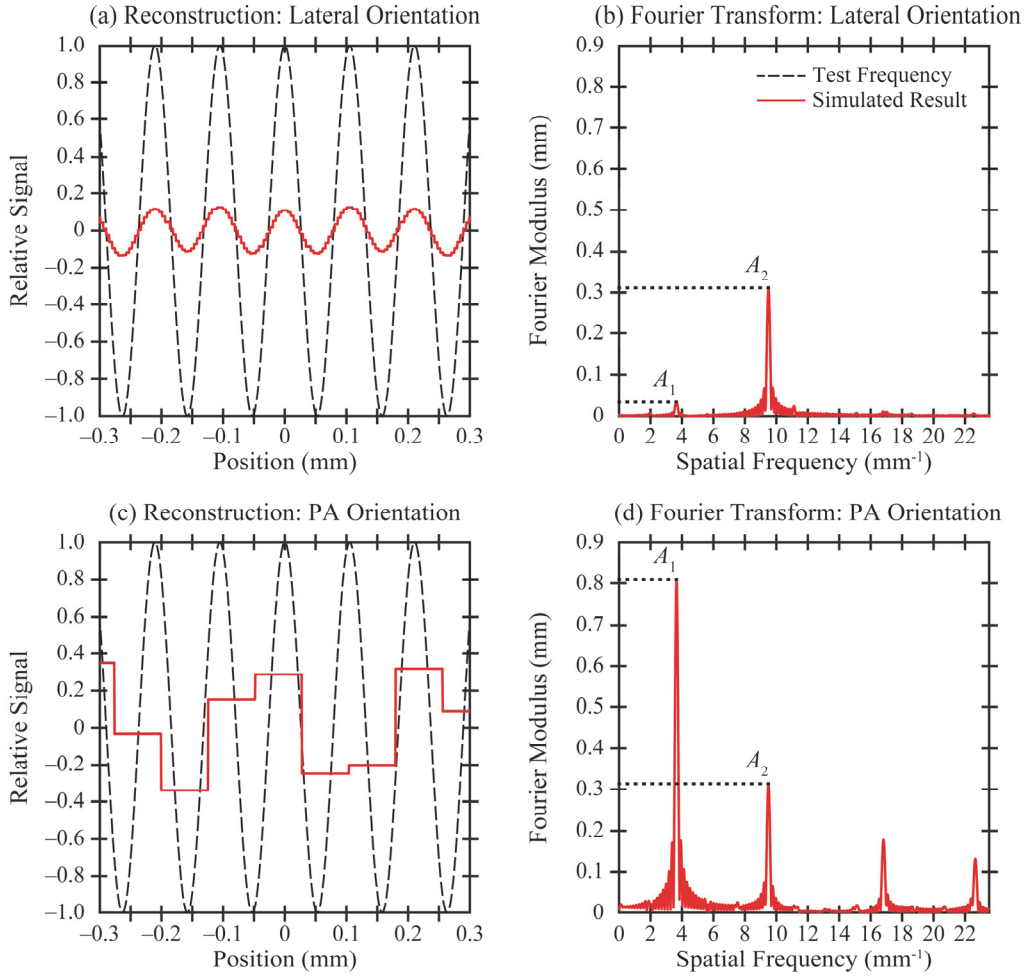 (a) Reconstruction: Lateral Orientation
1.0
0.8
0.6
0.4
0.2
0
–0.2
–0.4
–0.6
–0.8
–1.0
Relative Signal
–0.3 –0.2 –0.1 0 0.1 0.2 0.3
Position (mm)
(b) Fourier Transform: Lateral Orientation
0.9
0.8
0.7
0.6
0.5
0.4
0.3
0.2
0.1
0
Fourier Modulus (mm)
Test Frequency
Simulated Result
A2
A1
0 2 4 6 8 10 12 14 16 18 20 22
Spatial Frequency (mm-1)
(c) Reconstruction: PA Orientation
1.0
0.8
0.6
0.4
0.2
0
–0.2
–0.4
–0.6
–0.8
–1.0
Relative Signal
–0.3 –0.2 –0.1 0 0.1 0.2 0.3
Position (mm)
(d) Fourier Transform: PA Orientation
0.9
0.8
0.7
0.6
0.5
0.4
0.3
0.2
0.1
0
Fourier Modulus (mm)
A1
A2
0 2 4 6 8 10 12 14 16 18 20 22
Spatial Frequency (mm-1)